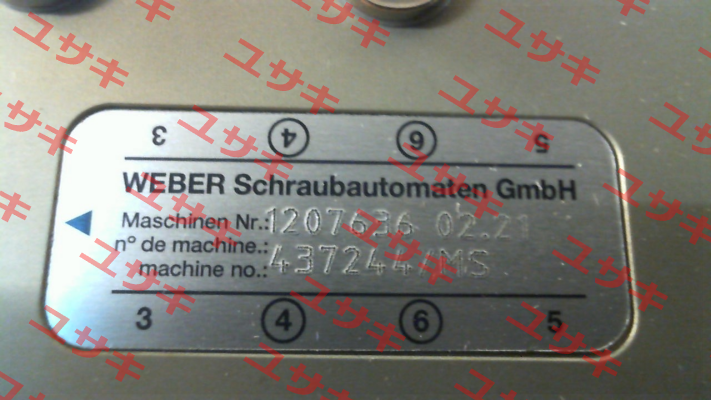 3 4 6 5
WEBER Schraubautomaten GmbH
Maschinen Nr.: 1207636 02.21
nº de machine.:
machine no.: 437244/MS
3 4 6 5
ユサキ